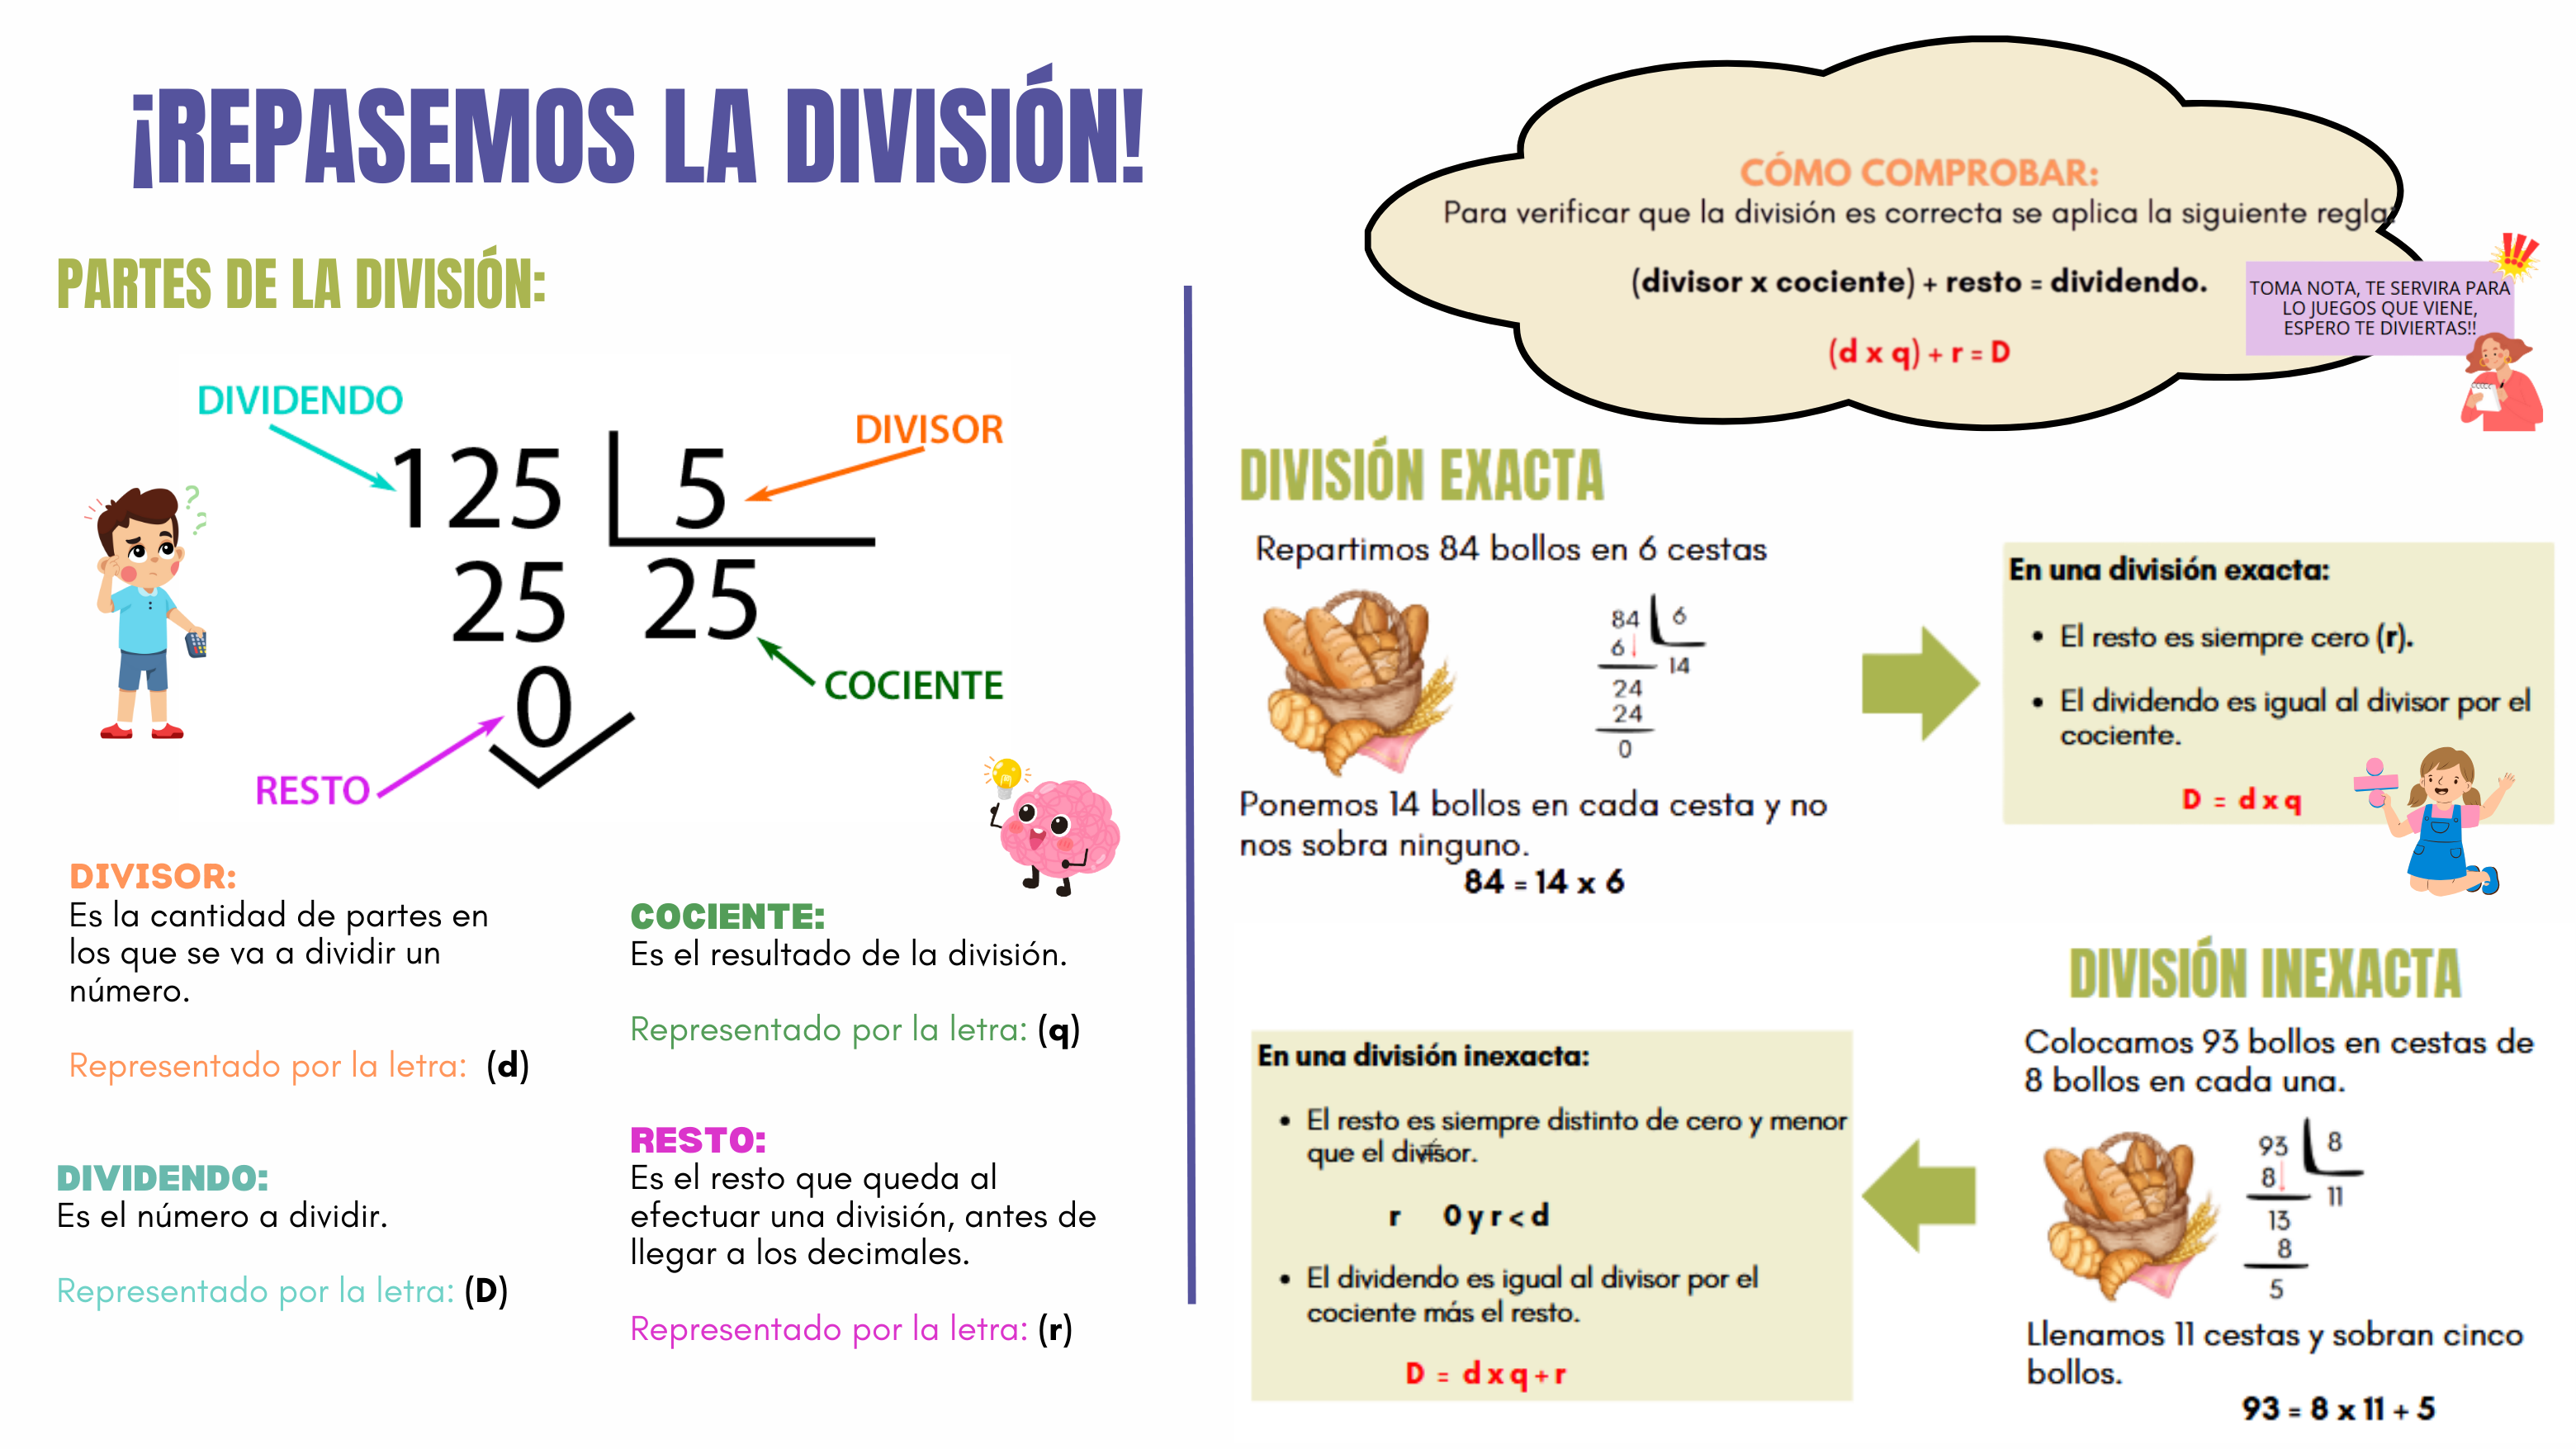 ¡REPASEMOS LA DIVISIÓN!
PARTES DE LA DIVISIÓN:
DIVIDENDO
DIVISOR
125 5
25 25
0
COCIENTE
RESTO
DIVISOR:
Es la cantidad de partes en
los que se va a dividir un
número.
Representado por la letra: (d)
DIVIDENDO:
Es el número a dividir.
Representado por la letra: (D)
COCIENTE:
Es el resultado de la división.
Representado por la letra: (q)
RESTO:
Es el resto que queda al
efectuar una división, antes de
llegar a los decimales.
Representado por la letra: (r)
CÓMO COMPROBAR:
Para verificar que la división es correcta se aplica la siguiente regla:
(divisor x cociente) + resto = dividendo.
(d x q) + r = D
TOMA NOTA, TE SERVIRA PARA
LO JUEGOS QUE VIENE,
ESPERO TE DIVIERTAS!!
DIVISIÓN EXACTA
Repartimos 84 bollos en 6 cestas
84 6
6 14
24
24
0
Ponemos 14 bollos en cada cesta y no
nos sobra ninguno.
84 = 14 x 6
En una división exacta:
• El resto es siempre cero (r).
• El dividendo es igual al divisor por el
cociente.
D = d x q
DIVISIÓN INEXACTA
Colocamos 93 bollos en cestas de
8 bollos en cada una.
93 8
8 11
13
8
5
Llenamos 11 cestas y sobran cinco
bollos.
93 = 8 x 11 + 5
En una división inexacta:
• El resto es siempre distinto de cero y menor
que el divisor.
r 0 y r < d
• El dividendo es igual al divisor por el
cociente más el resto.
D = d x q + r